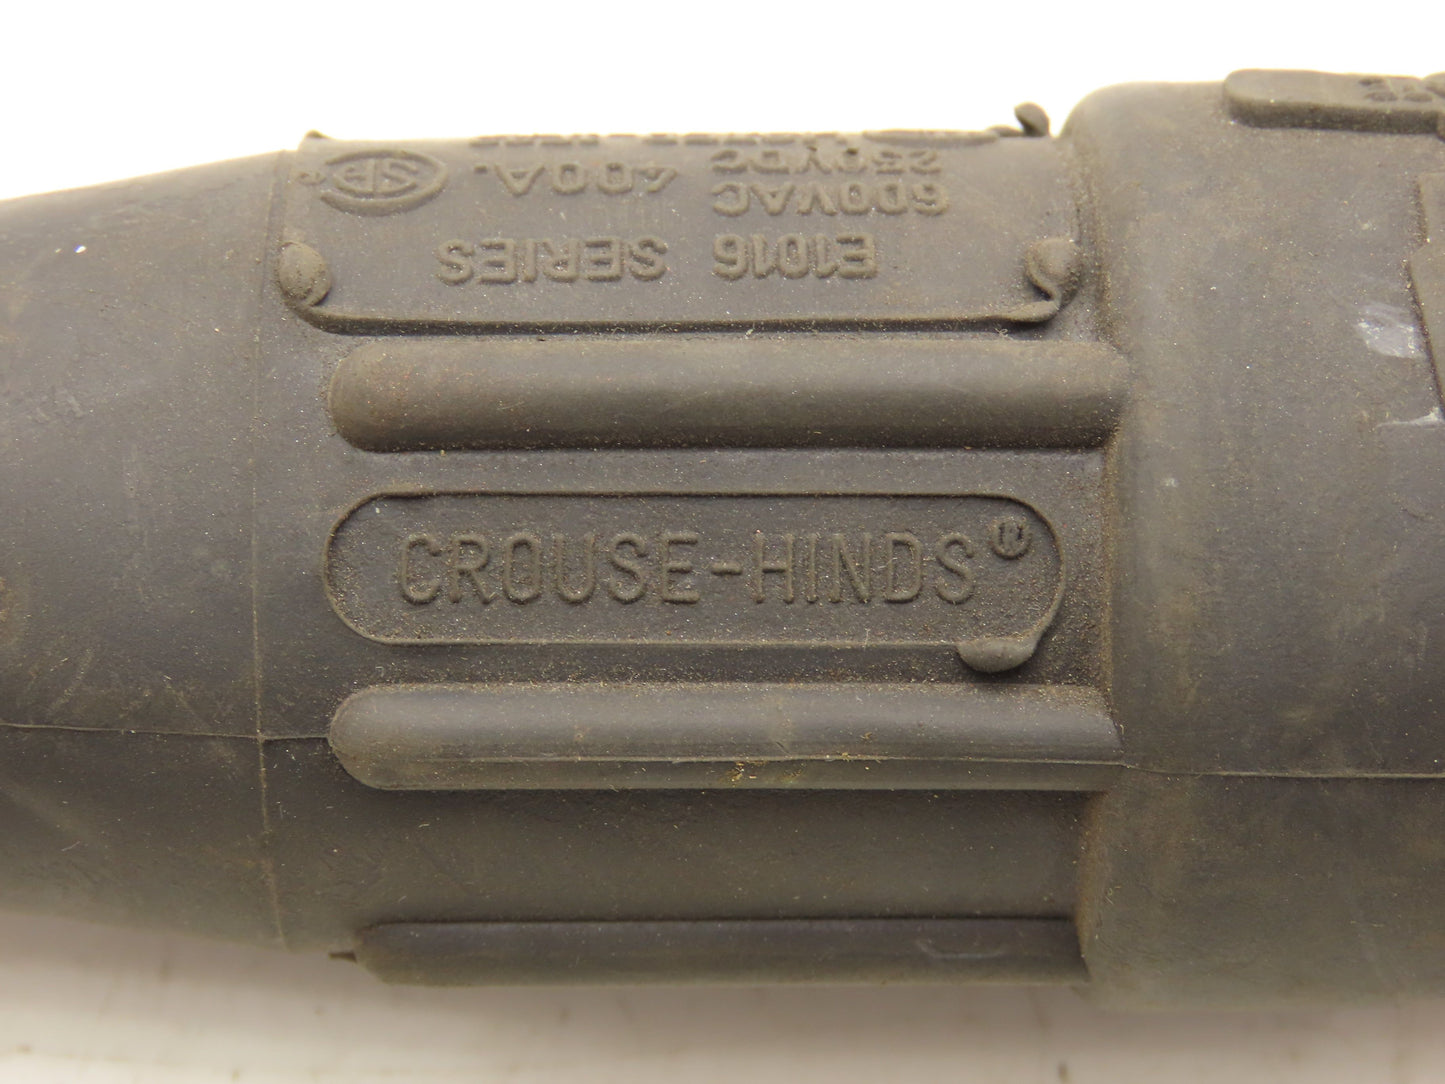 E1016 SERIES
600VAC 400A.
250VDC
CROUSE-HINDS®